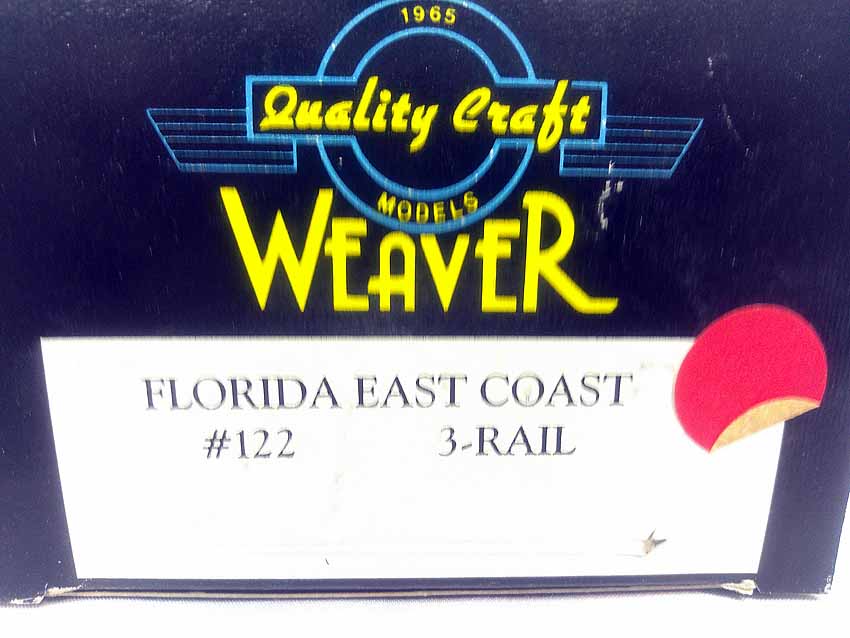 1965
Quality Craft
MODELS
WEAVER
FLORIDA EAST COAST
#122 3-RAIL